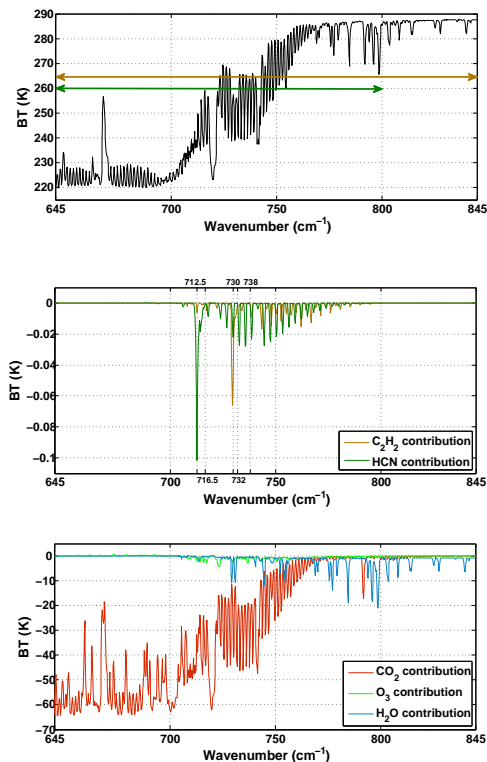 290
280
270
260
250
240
230
220
BT (K)
645 700 750 800 845
Wavenumber (cm⁻¹)
712.5 730 738
0
−0.02
−0.04
−0.06
−0.08
−0.1
BT (K)
C₂H₂ contribution
HCN contribution
716.5 732
645 700 750 800 845
Wavenumber (cm⁻¹)
0
−10
−20
−30
−40
−50
−60
−70
BT (K)
CO₂ contribution
O₃ contribution
H₂O contribution
645 700 750 800 845
Wavenumber (cm⁻¹)